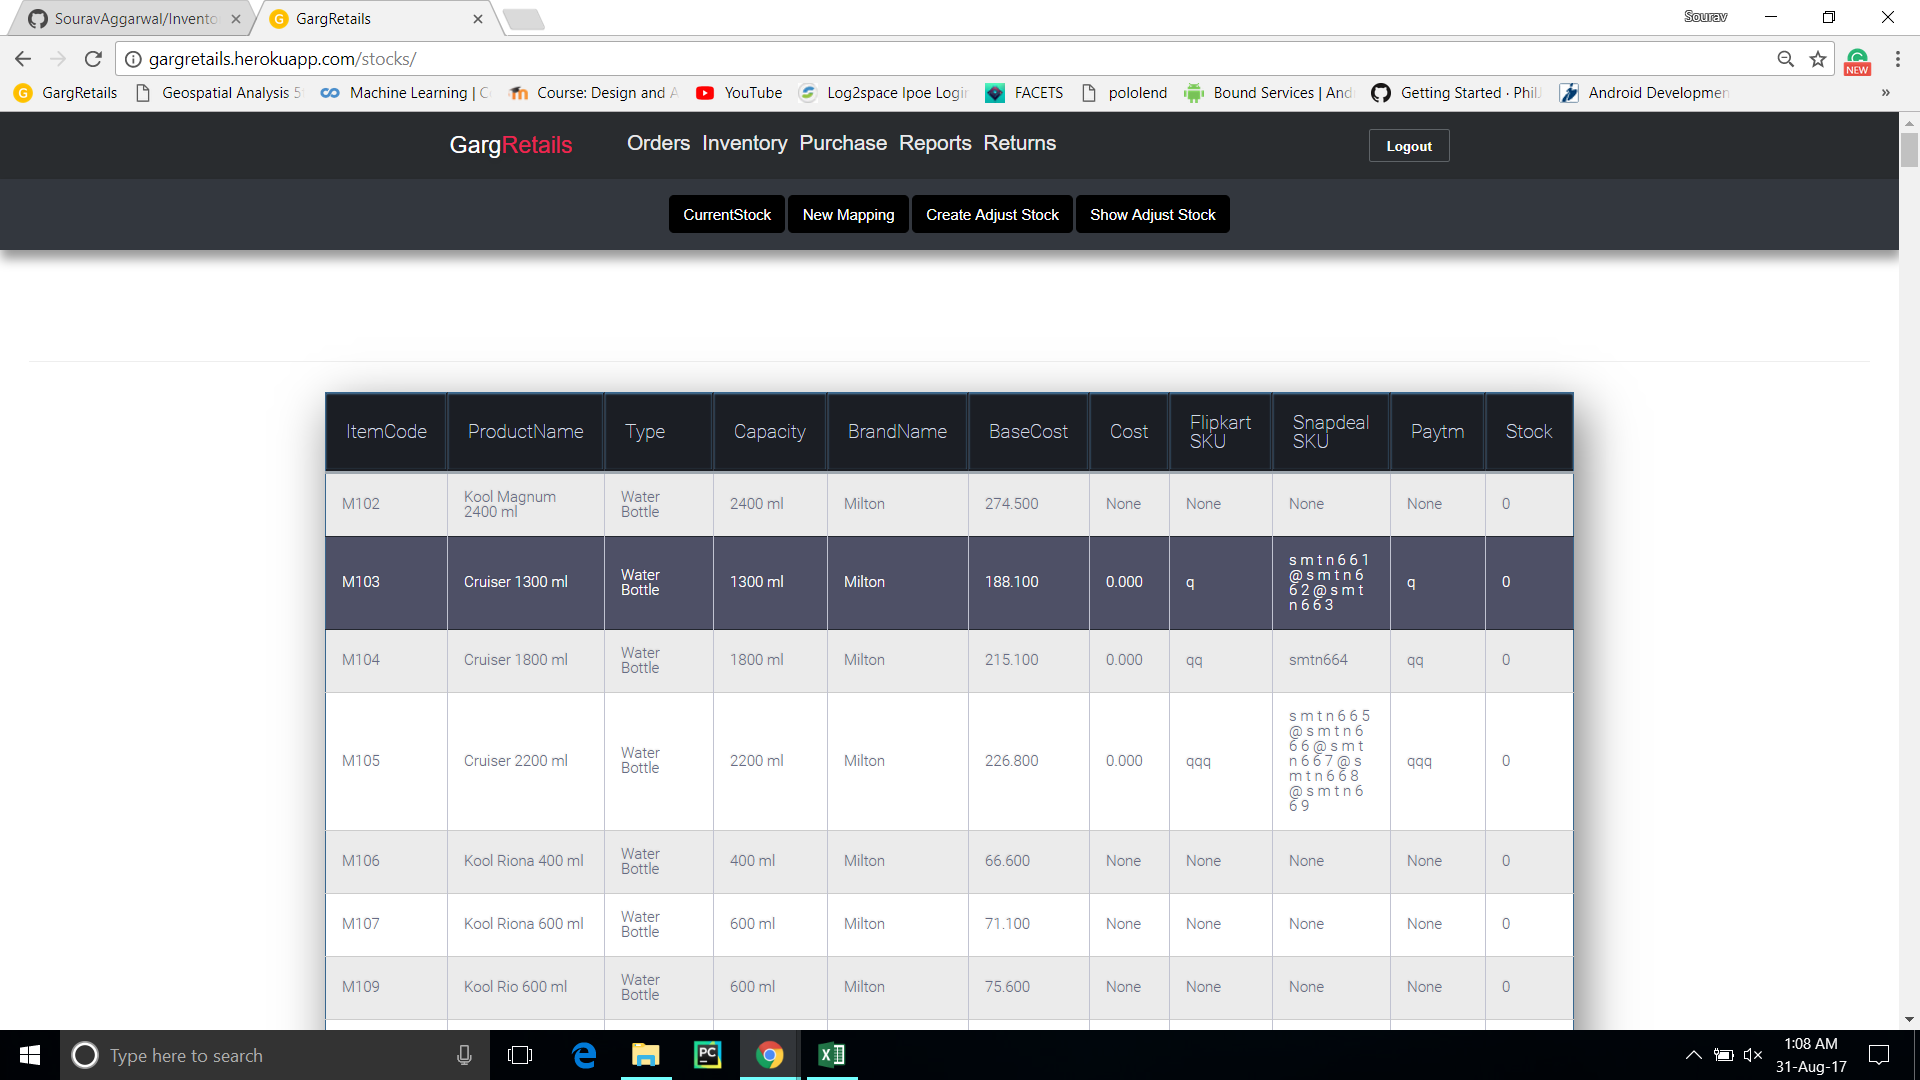 SouravAggarwal/Invento
GargRetails
Sourav
gargretails.herokuapp.com/stocks/
NEW
GargRetails
Geospatial Analysis 5
Machine Learning | C
Course: Design and A
YouTube
Log2space Ipoe Login
FACETS
pololend
Bound Services | And
Getting Started · Phil
Android Developmen
»
GargRetails
Orders Inventory Purchase Reports Returns
Logout
CurrentStock
New Mapping
Create Adjust Stock
Show Adjust Stock
ItemCode ProductName Type Capacity BrandName BaseCost Cost Flipkart SKU Snapdeal SKU Paytm Stock
M102 Kool Magnum 2400 ml Water Bottle 2400 ml Milton 274.500 None None None None 0
M103 Cruiser 1300 ml Water Bottle 1300 ml Milton 188.100 0.000 q smtn661@smtn662@smtn663 q 0
M104 Cruiser 1800 ml Water Bottle 1800 ml Milton 215.100 0.000 qq smtn664 qq 0
M105 Cruiser 2200 ml Water Bottle 2200 ml Milton 226.800 0.000 qqq smtn665@smtn666@smtn667@smtn668@smtn669 qqq 0
M106 Kool Riona 400 ml Water Bottle 400 ml Milton 66.600 None None None None 0
M107 Kool Riona 600 ml Water Bottle 600 ml Milton 71.100 None None None None 0
M109 Kool Rio 600 ml Water Bottle 600 ml Milton 75.600 None None None None 0
Type here to search
PC
1:08 AM
31-Aug-17